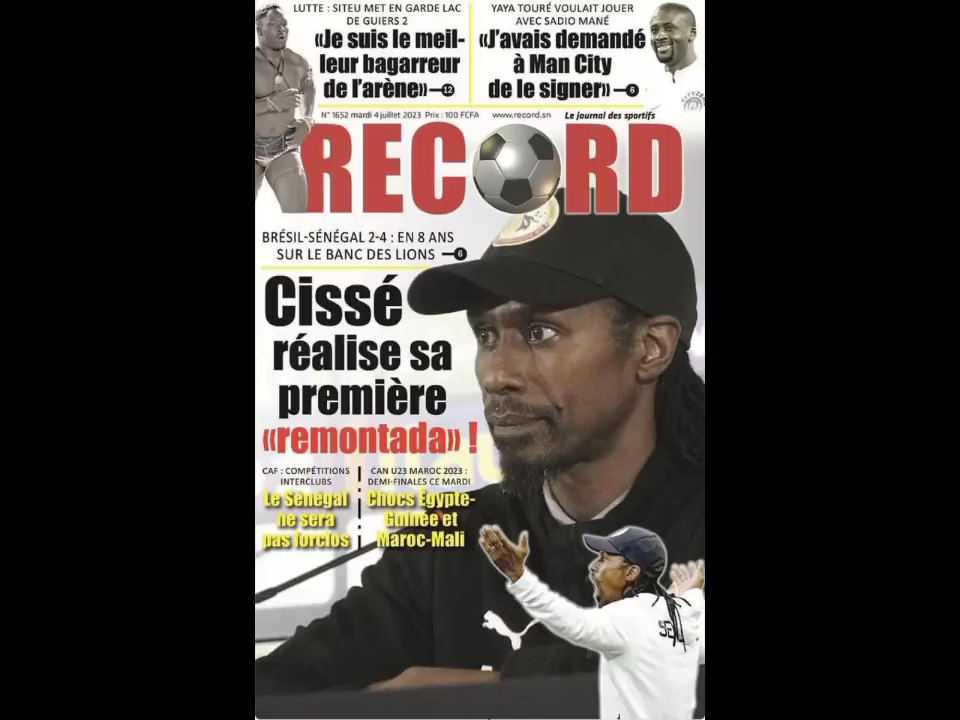 LUTTE : SITEU MET EN GARDE LAC
DE GUIERS 2
«Je suis le meil-
leur bagarreur
de l'arène» 12
YAYA TOURÉ VOULAIT JOUER
AVEC SADIO MANÉ
«J'avais demandé
à Man City
de le signer» 6
N° 1652 mardi 4 juillet 2023 Prix : 100 FCFA www.record.sn Le journal des sportifs
RECORD
BRÉSIL-SÉNÉGAL 2-4 : EN 8 ANS
SUR LE BANC DES LIONS 6
Cissé
réalise sa
première
«remontada» !
CAF : COMPÉTITIONS
INTERCLUBS
Le Sénégal
ne sera
pas forclos
CAN U23 MAROC 2023 :
DEMI-FINALES CE MARDI
Chocs Égypte-
Guinée et
Maroc-Mali